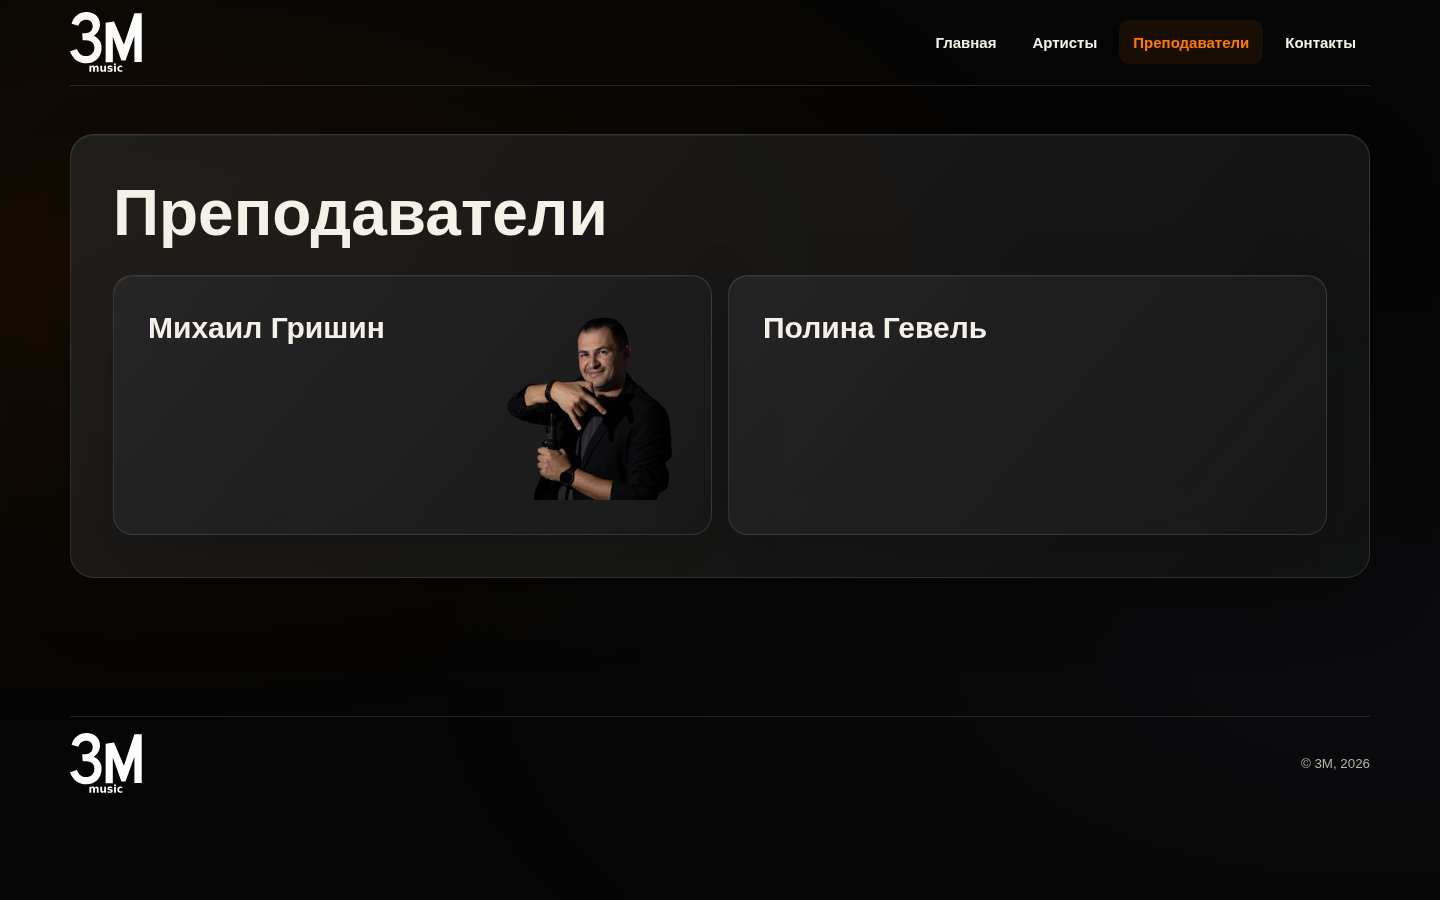 3M
music
Главная
Артисты
Преподаватели
Контакты
Преподаватели
Михаил Гришин
Полина Гевель
3M
music
© 3M, 2026